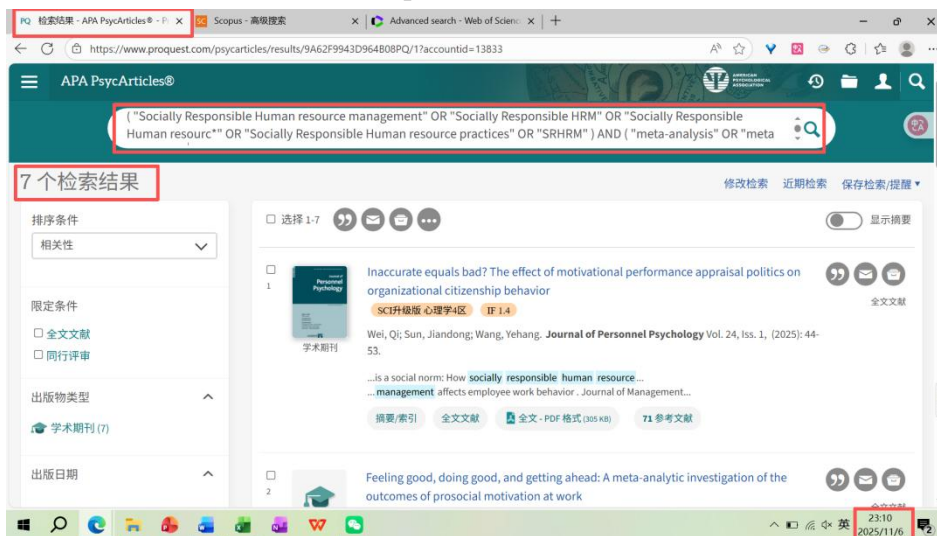 检索结果 - APA PsycArticles® - P
Scopus - 高级搜索
Advanced search - Web of Scienc
https://www.proquest.com/psycarticles/results/9A62F9943D964B08PQ/1?accountid=13833
APA PsycArticles®
AMERICAN PSYCHOLOGICAL ASSOCIATION
( "Socially Responsible Human resource management" OR "Socially Responsible HRM" OR "Socially Responsible
Human resourc*" OR "Socially Responsible Human resource practices" OR "SRHRM" ) AND ( "meta-analysis" OR "meta
7 个检索结果
修改检索 近期检索 保存检索/提醒
排序条件
相关性
选择 1-7
显示摘要
限定条件
全文文献
同行评审
出版物类型
学术期刊 (7)
出版日期
1
Journal of
Personnel
Psychology
学术期刊
Inaccurate equals bad? The effect of motivational performance appraisal politics on
organizational citizenship behavior
SCI升级版 心理学4区 IF 1.4
Wei, Qi; Sun, Jiandong; Wang, Yehang. Journal of Personnel Psychology Vol. 24, Iss. 1, (2025): 44-
53.
...is a social norm: How socially responsible human resource ...
... management affects employee work behavior . Journal of Management...
摘要/索引 全文文献 全文 - PDF 格式 (305 KB) 71 参考文献
全文文献
2
Feeling good, doing good, and getting ahead: A meta-analytic investigation of the
outcomes of prosocial motivation at work
英
23:10
2025/11/6